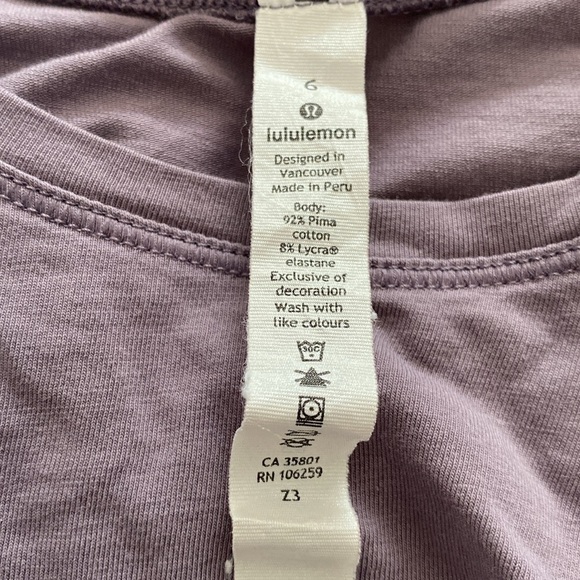 6
lululemon
Designed in
Vancouver
Made in Peru
Body:
92% Pima
cotton
8% Lycra®
elastane
Exclusive of
decoration
Wash with
like colours
30C
CA 35801
RN 106259
Z3